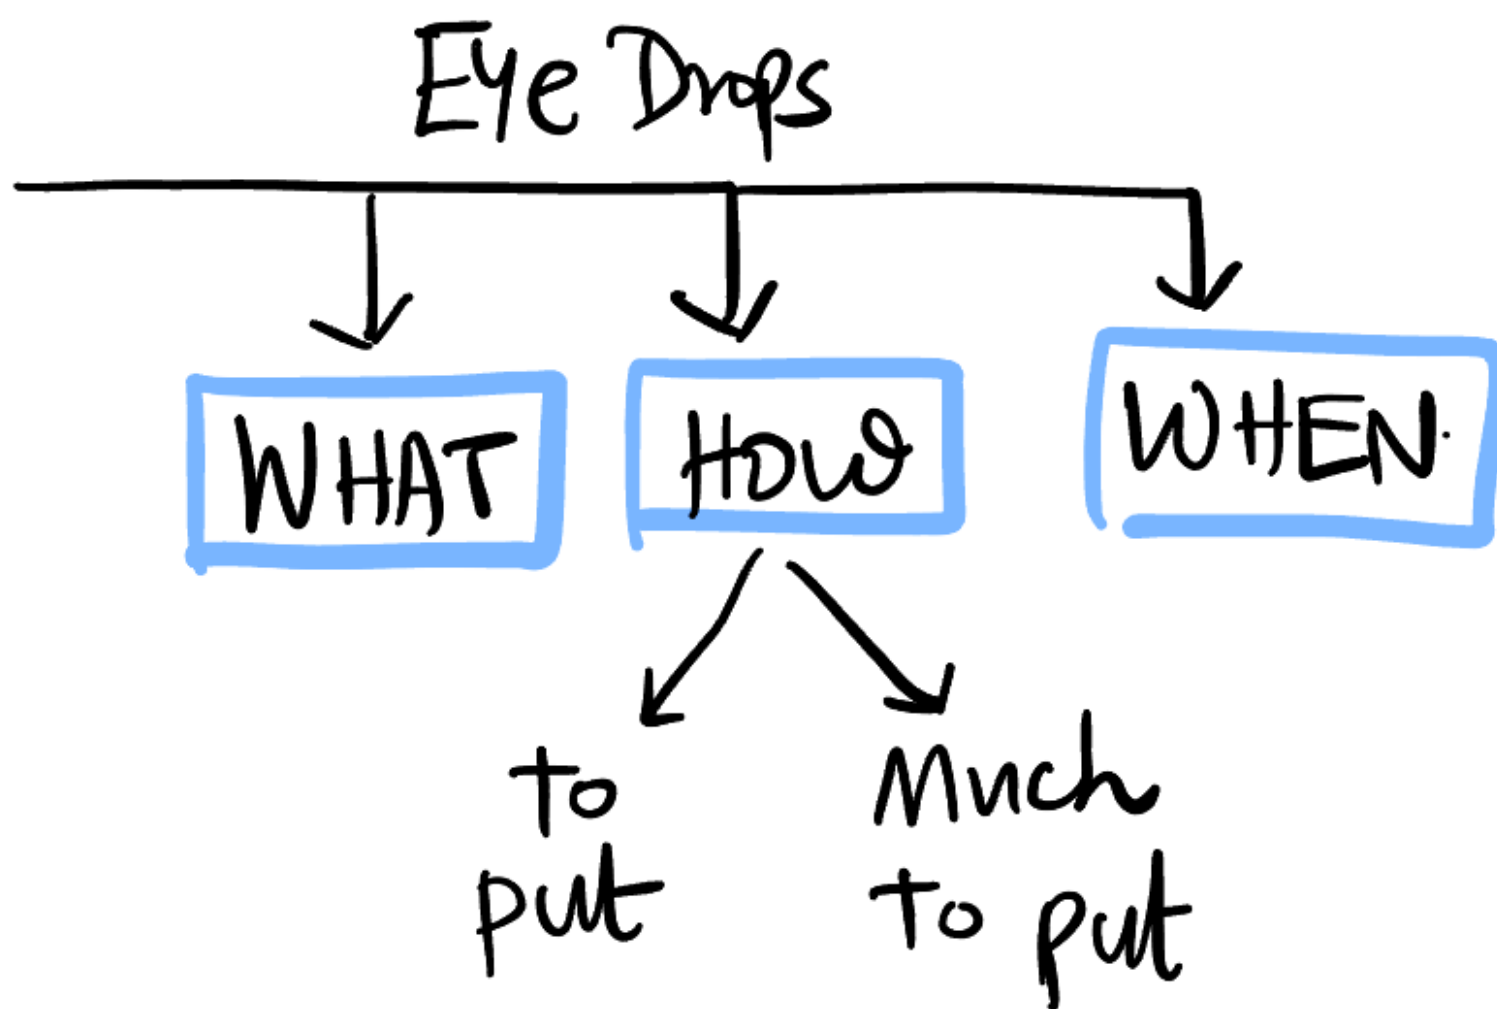 Eye Drops
WHAT
HOW
WHEN.
To
put
Much
To put